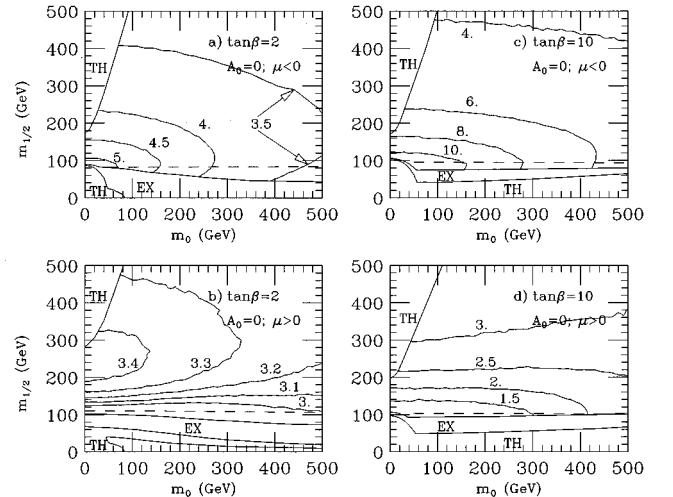 500
400
300
200
100
0
m1/2 (GeV)
TH
a) tanβ=2
A0=0; μ<0
3.5
4.
4.5
5.
EX
TH
0 100 200 300 400 500
m0 (GeV)
500
400
300
200
100
0
4.
TH
c) tanβ=10
A0=0; μ<0
6.
8.
10.
EX
TH
0 100 200 300 400 500
m0 (GeV)
500
400
300
200
100
0
m1/2 (GeV)
TH
b) tanβ=2
A0=0; μ>0
3.4
3.3
3.2
3.1
3.
EX
TH
0 100 200 300 400 500
m0 (GeV)
500
400
300
200
100
0
TH
d) tanβ=10
A0=0; μ>0
3.
2.5
2.
1.5
EX
TH
0 100 200 300 400 500
m0 (GeV)